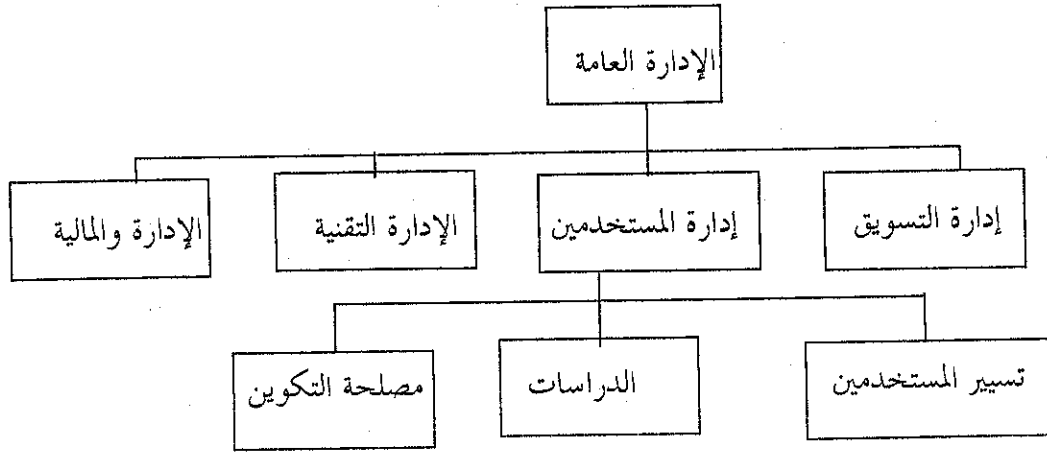 الإدارة العامة
إدارة التسويق
إدارة المستخدمين
الإدارة التقنية
الإدارة والمالية
تسيير المستخدمين
الدراسات
مصلحة التكوين